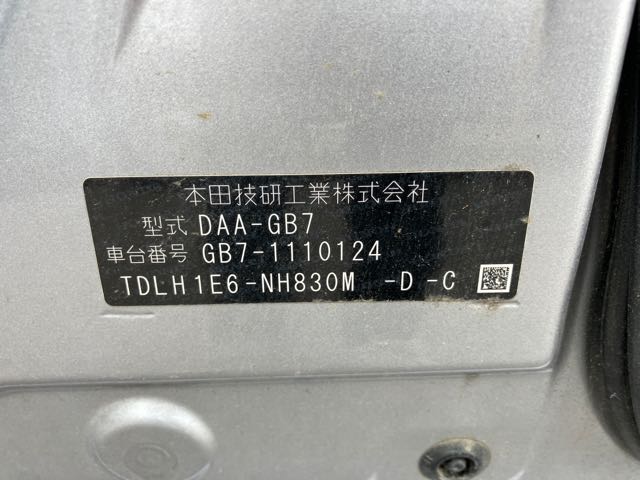 本田技研工業株式会社
型式 DAA-GB7
車台番号 GB7-1110124
TDLH1E6-NH830M -D -C